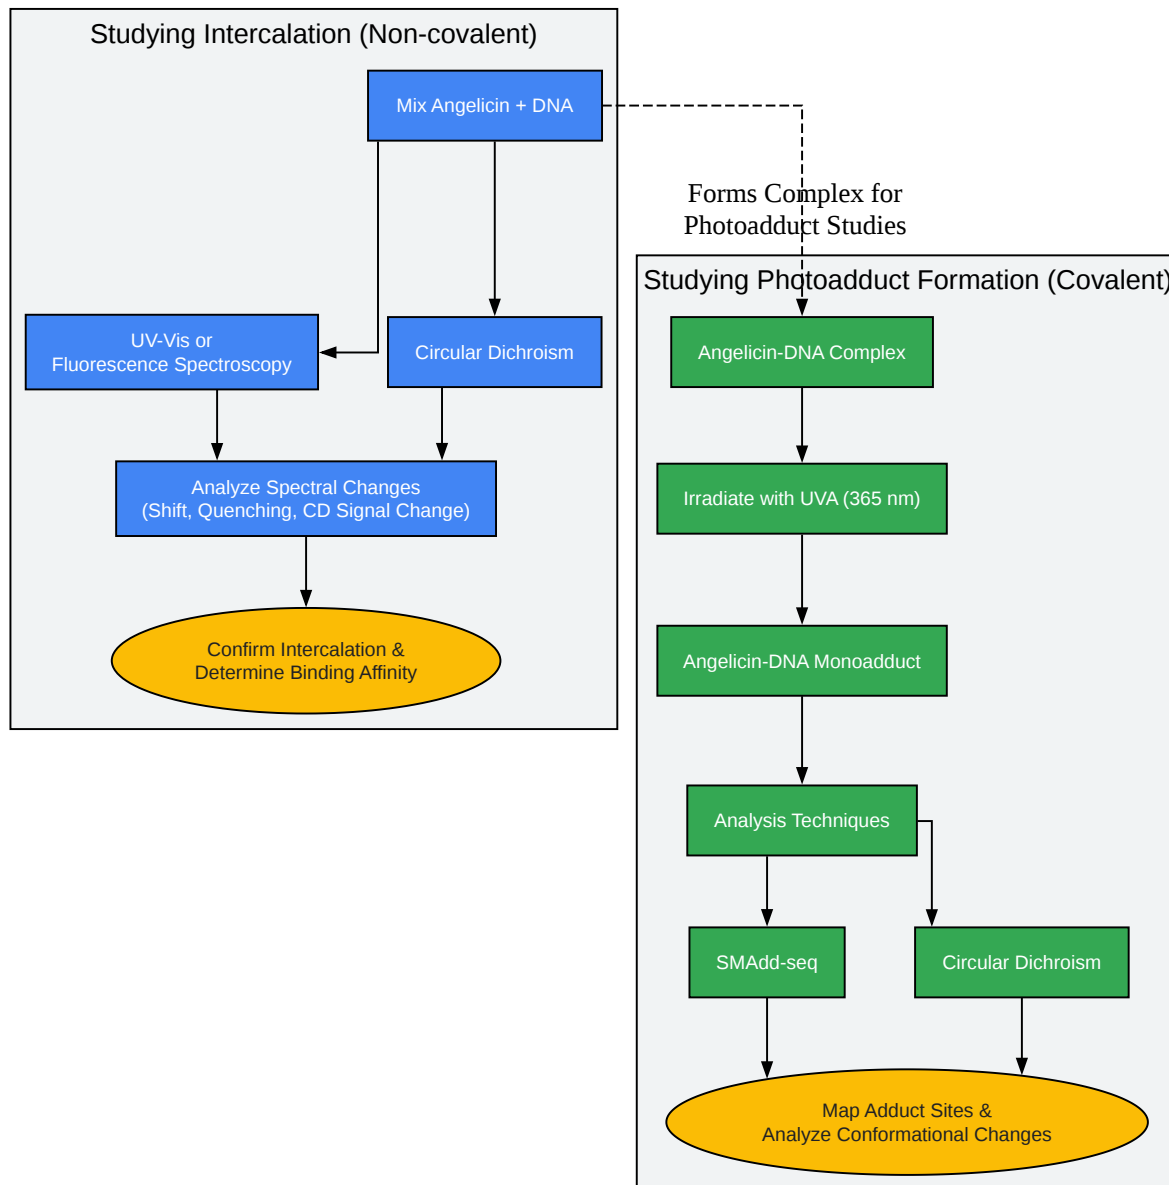 Studying Intercalation (Non-covalent)
Mix Angelicin + DNA
UV-Vis or
Fluorescence Spectroscopy
Circular Dichroism
Analyze Spectral Changes
(Shift, Quenching, CD Signal Change)
Confirm Intercalation &
Determine Binding Affinity
Forms Complex for
Photoadduct Studies
Studying Photoadduct Formation (Covalent)
Angelicin-DNA Complex
Irradiate with UVA (365 nm)
Angelicin-DNA Monoadduct
Analysis Techniques
SMAdd-seq
Circular Dichroism
Map Adduct Sites &
Analyze Conformational Changes